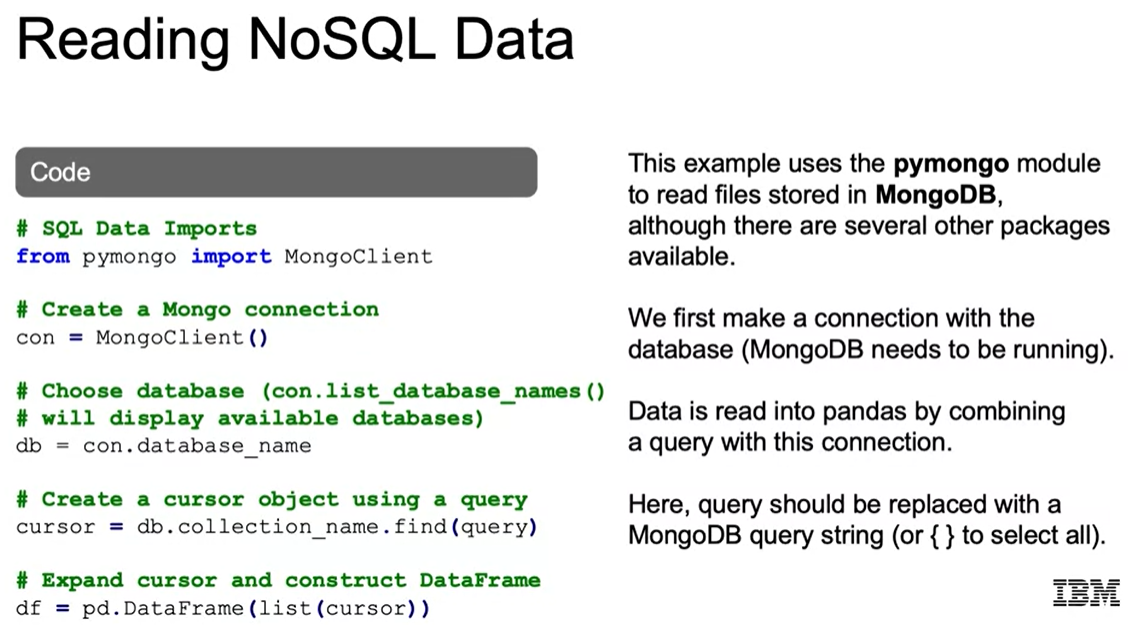 Reading NoSQL Data
Code
# SQL Data Imports
from pymongo import MongoClient
# Create a Mongo connection
con = MongoClient()
# Choose database (con.list_database_names()
# will display available databases)
db = con.database_name
# Create a cursor object using a query
cursor = db.collection_name.find(query)
# Expand cursor and construct DataFrame
df = pd.DataFrame(list(cursor))
This example uses the pymongo module
to read files stored in MongoDB,
although there are several other packages
available.
We first make a connection with the
database (MongoDB needs to be running).
Data is read into pandas by combining
a query with this connection.
Here, query should be replaced with a
MongoDB query string (or { } to select all).
IBM